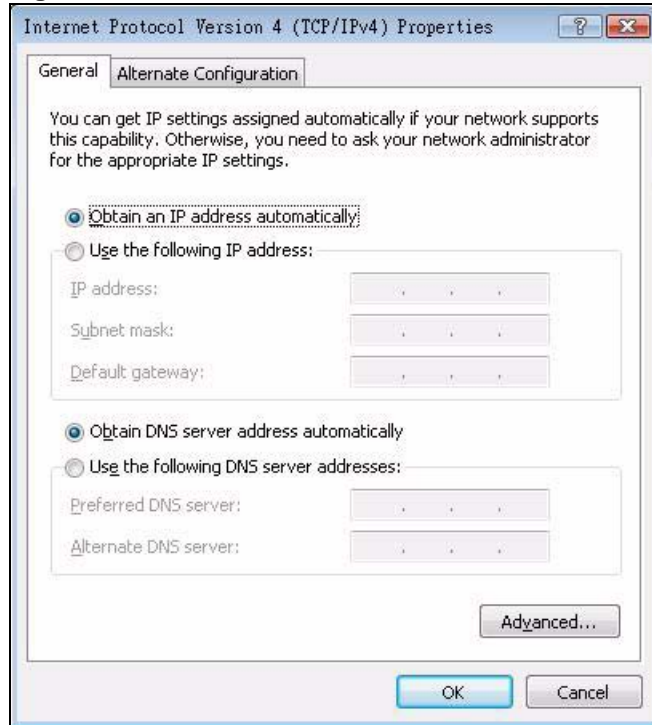 Internet Protocol Version 4 (TCP/IPv4) Properties
General
Alternate Configuration
You can get IP settings assigned automatically if your network supports
this capability. Otherwise, you need to ask your network administrator
for the appropriate IP settings.
Obtain an IP address automatically
Use the following IP address:
IP address:
Subnet mask:
Default gateway:
Obtain DNS server address automatically
Use the following DNS server addresses:
Preferred DNS server:
Alternate DNS server:
Advanced...
OK
Cancel